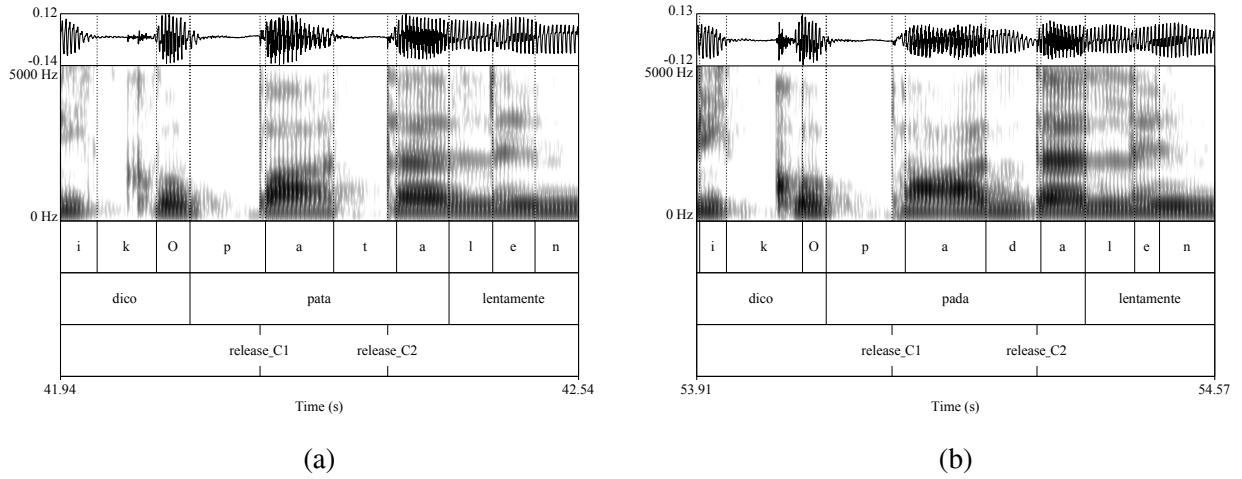 0.12
-0.14
5000 Hz
0 Hz
i k O p a t a l e n
dico pata lentamente
release_C1 release_C2
41.94 42.54
Time (s)
(a)
0.13
-0.12
5000 Hz
0 Hz
i k O p a d a l e n
dico pada lentamente
release_C1 release_C2
53.91 54.57
Time (s)
(b)